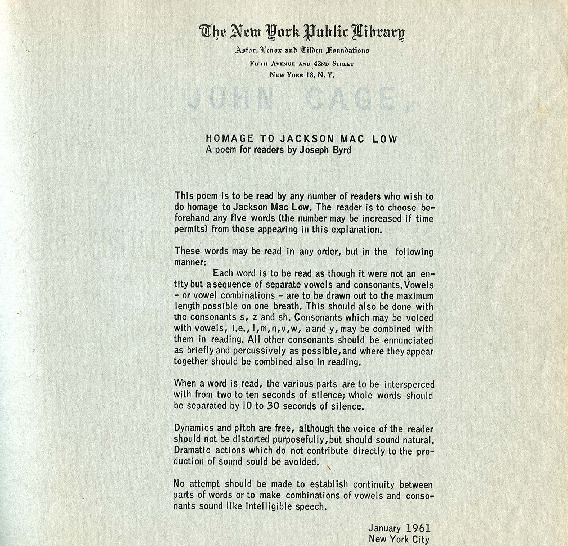 The New York Public Library
Astor, Lenox and Tilden Foundations
Fifth Avenue and 42nd Street
New York 18, N. Y.
JOHN CAGE
HOMAGE TO JACKSON MAC LOW
A poem for readers by Joseph Byrd
This poem is to be read by any number of readers who wish to
do homage to Jackson Mac Low. The reader is to choose be-
forehand any five words (the number may be increased if time
permits) from those appearing in this explanation.
These words may be read in any order, but in the following
manner:
Each word is to be read as though it were not an en-
tity but a sequence of separate vowels and consonants. Vowels
- or vowel combinations - are to be drawn out to the maximum
length possible on one breath. This should also be done with
the consonants s, z and sh. Consonants which may be voiced
with vowels, i.e., l,m,n,v,w, a and y, may be combined with
them in reading. All other consonants should be ennunciated
as briefly and percussively as possible, and where they appear
together should be combined also in reading.
When a word is read, the various parts are to be interspersed
with from two to ten seconds of silence; whole words should
be separated by 10 to 30 seconds of silence.
Dynamics and pitch are free, although the voice of the reader
should not be distorted purposefully, but should sound natural.
Dramatic actions which do not contribute directly to the pro-
duction of sound sould be avoided.
No attempt should be made to establish continuity between
parts of words or to make combinations of vowels and conso-
nants sound like intelligible speech.
January 1961
New York City